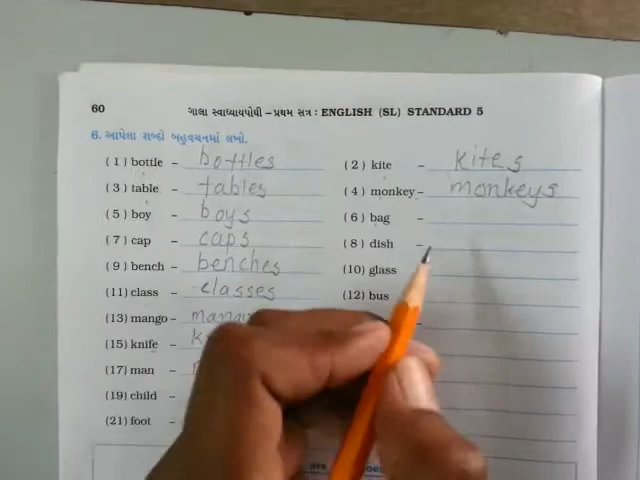 60 ગાલા સ્વાધ્યાયપોથી – પ્રથમ સત્ર : ENGLISH (SL) STANDARD 5
6. આપેલા શબ્દો બહુવચનમાં લખો.
(1) bottle – bottles (2) kite – kites
(3) table – tables (4) monkey – monkeys
(5) boy – boys (6) bag –
(7) cap – caps (8) dish –
(9) bench – benches (10) glass
(11) class – classes (12) bus
(13) mango –
(15) knife –
(17) man –
(19) child –
(21) foot –